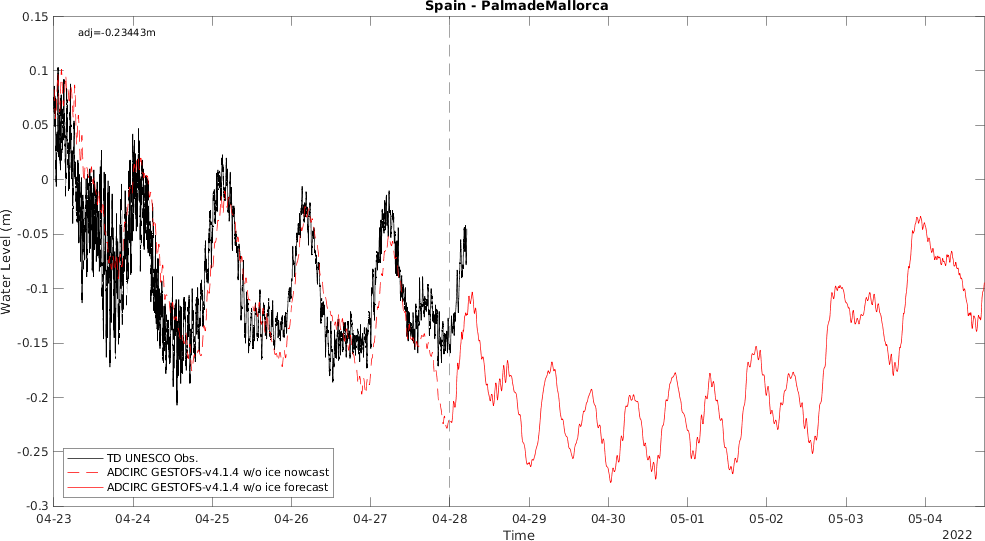 Spain - PalmadeMallorca
adj=-0.23443m
0.15
0.1
0.05
0
-0.05
-0.1
-0.15
-0.2
-0.25
-0.3
Water Level (m)
TD UNESCO Obs.
ADCIRC GESTOFS-v4.1.4 w/o ice nowcast
ADCIRC GESTOFS-v4.1.4 w/o ice forecast
04-23 04-24 04-25 04-26 04-27 04-28 04-29 04-30 05-01 05-02 05-03 05-04
Time
2022